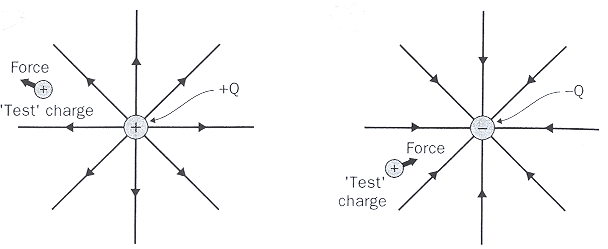 Force
+
'Test' charge
+
+Q
-
−Q
Force
+
'Test'
charge